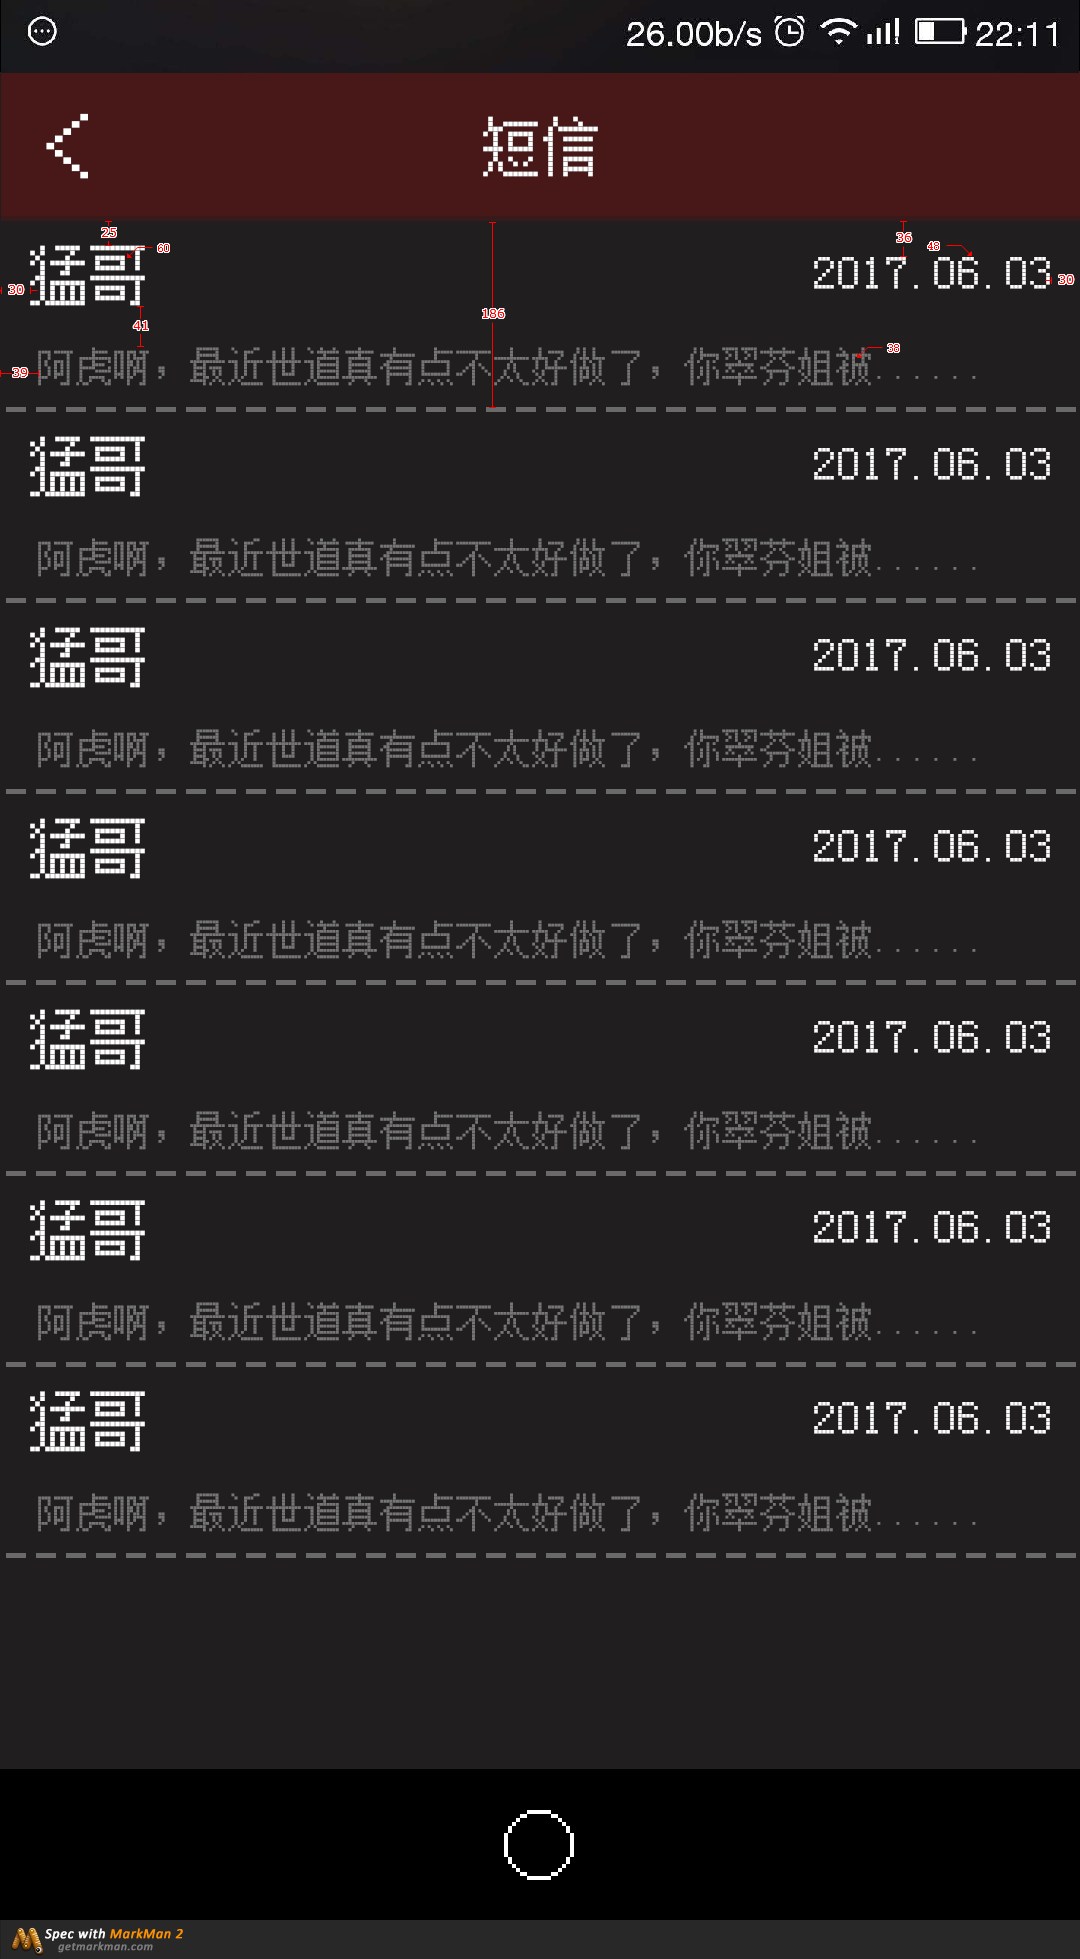 26.00b/s 22:11
短信
25 60 36 48
猛哥 2017.06.03
30 30
186
41
38
39 阿虎啊，最近世道真有点不太好做了，你翠芬姐被......
猛哥 2017.06.03
阿虎啊，最近世道真有点不太好做了，你翠芬姐被......
猛哥 2017.06.03
阿虎啊，最近世道真有点不太好做了，你翠芬姐被......
猛哥 2017.06.03
阿虎啊，最近世道真有点不太好做了，你翠芬姐被......
猛哥 2017.06.03
阿虎啊，最近世道真有点不太好做了，你翠芬姐被......
猛哥 2017.06.03
阿虎啊，最近世道真有点不太好做了，你翠芬姐被......
猛哥 2017.06.03
阿虎啊，最近世道真有点不太好做了，你翠芬姐被......
Spec with MarkMan 2
getmarkman.com